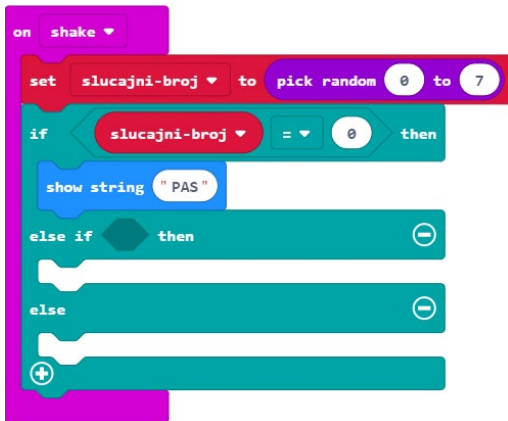 on shake
set slucajni-broj to pick random 0 to 7
if slucajni-broj = 0 then
show string "PAS"
else if then
else